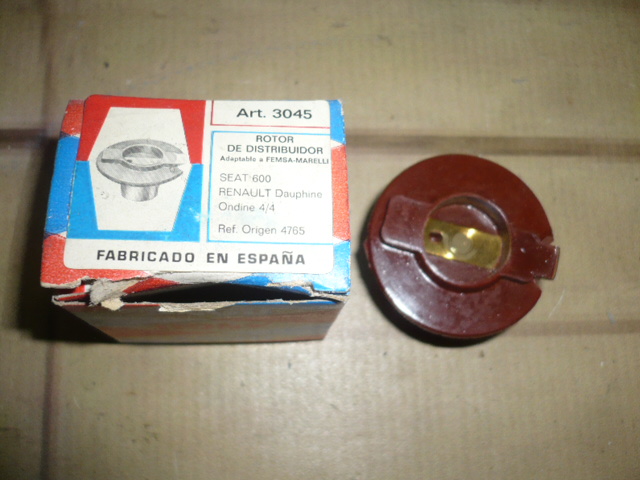 Art. 3045
ROTOR
DE DISTRIBUIDOR
Adaptable a FEMSA-MARELLI
SEAT 600
RENAULT Dauphine
Ondine 4/4
Ref. Origen 4765
FABRICADO EN ESPAÑA